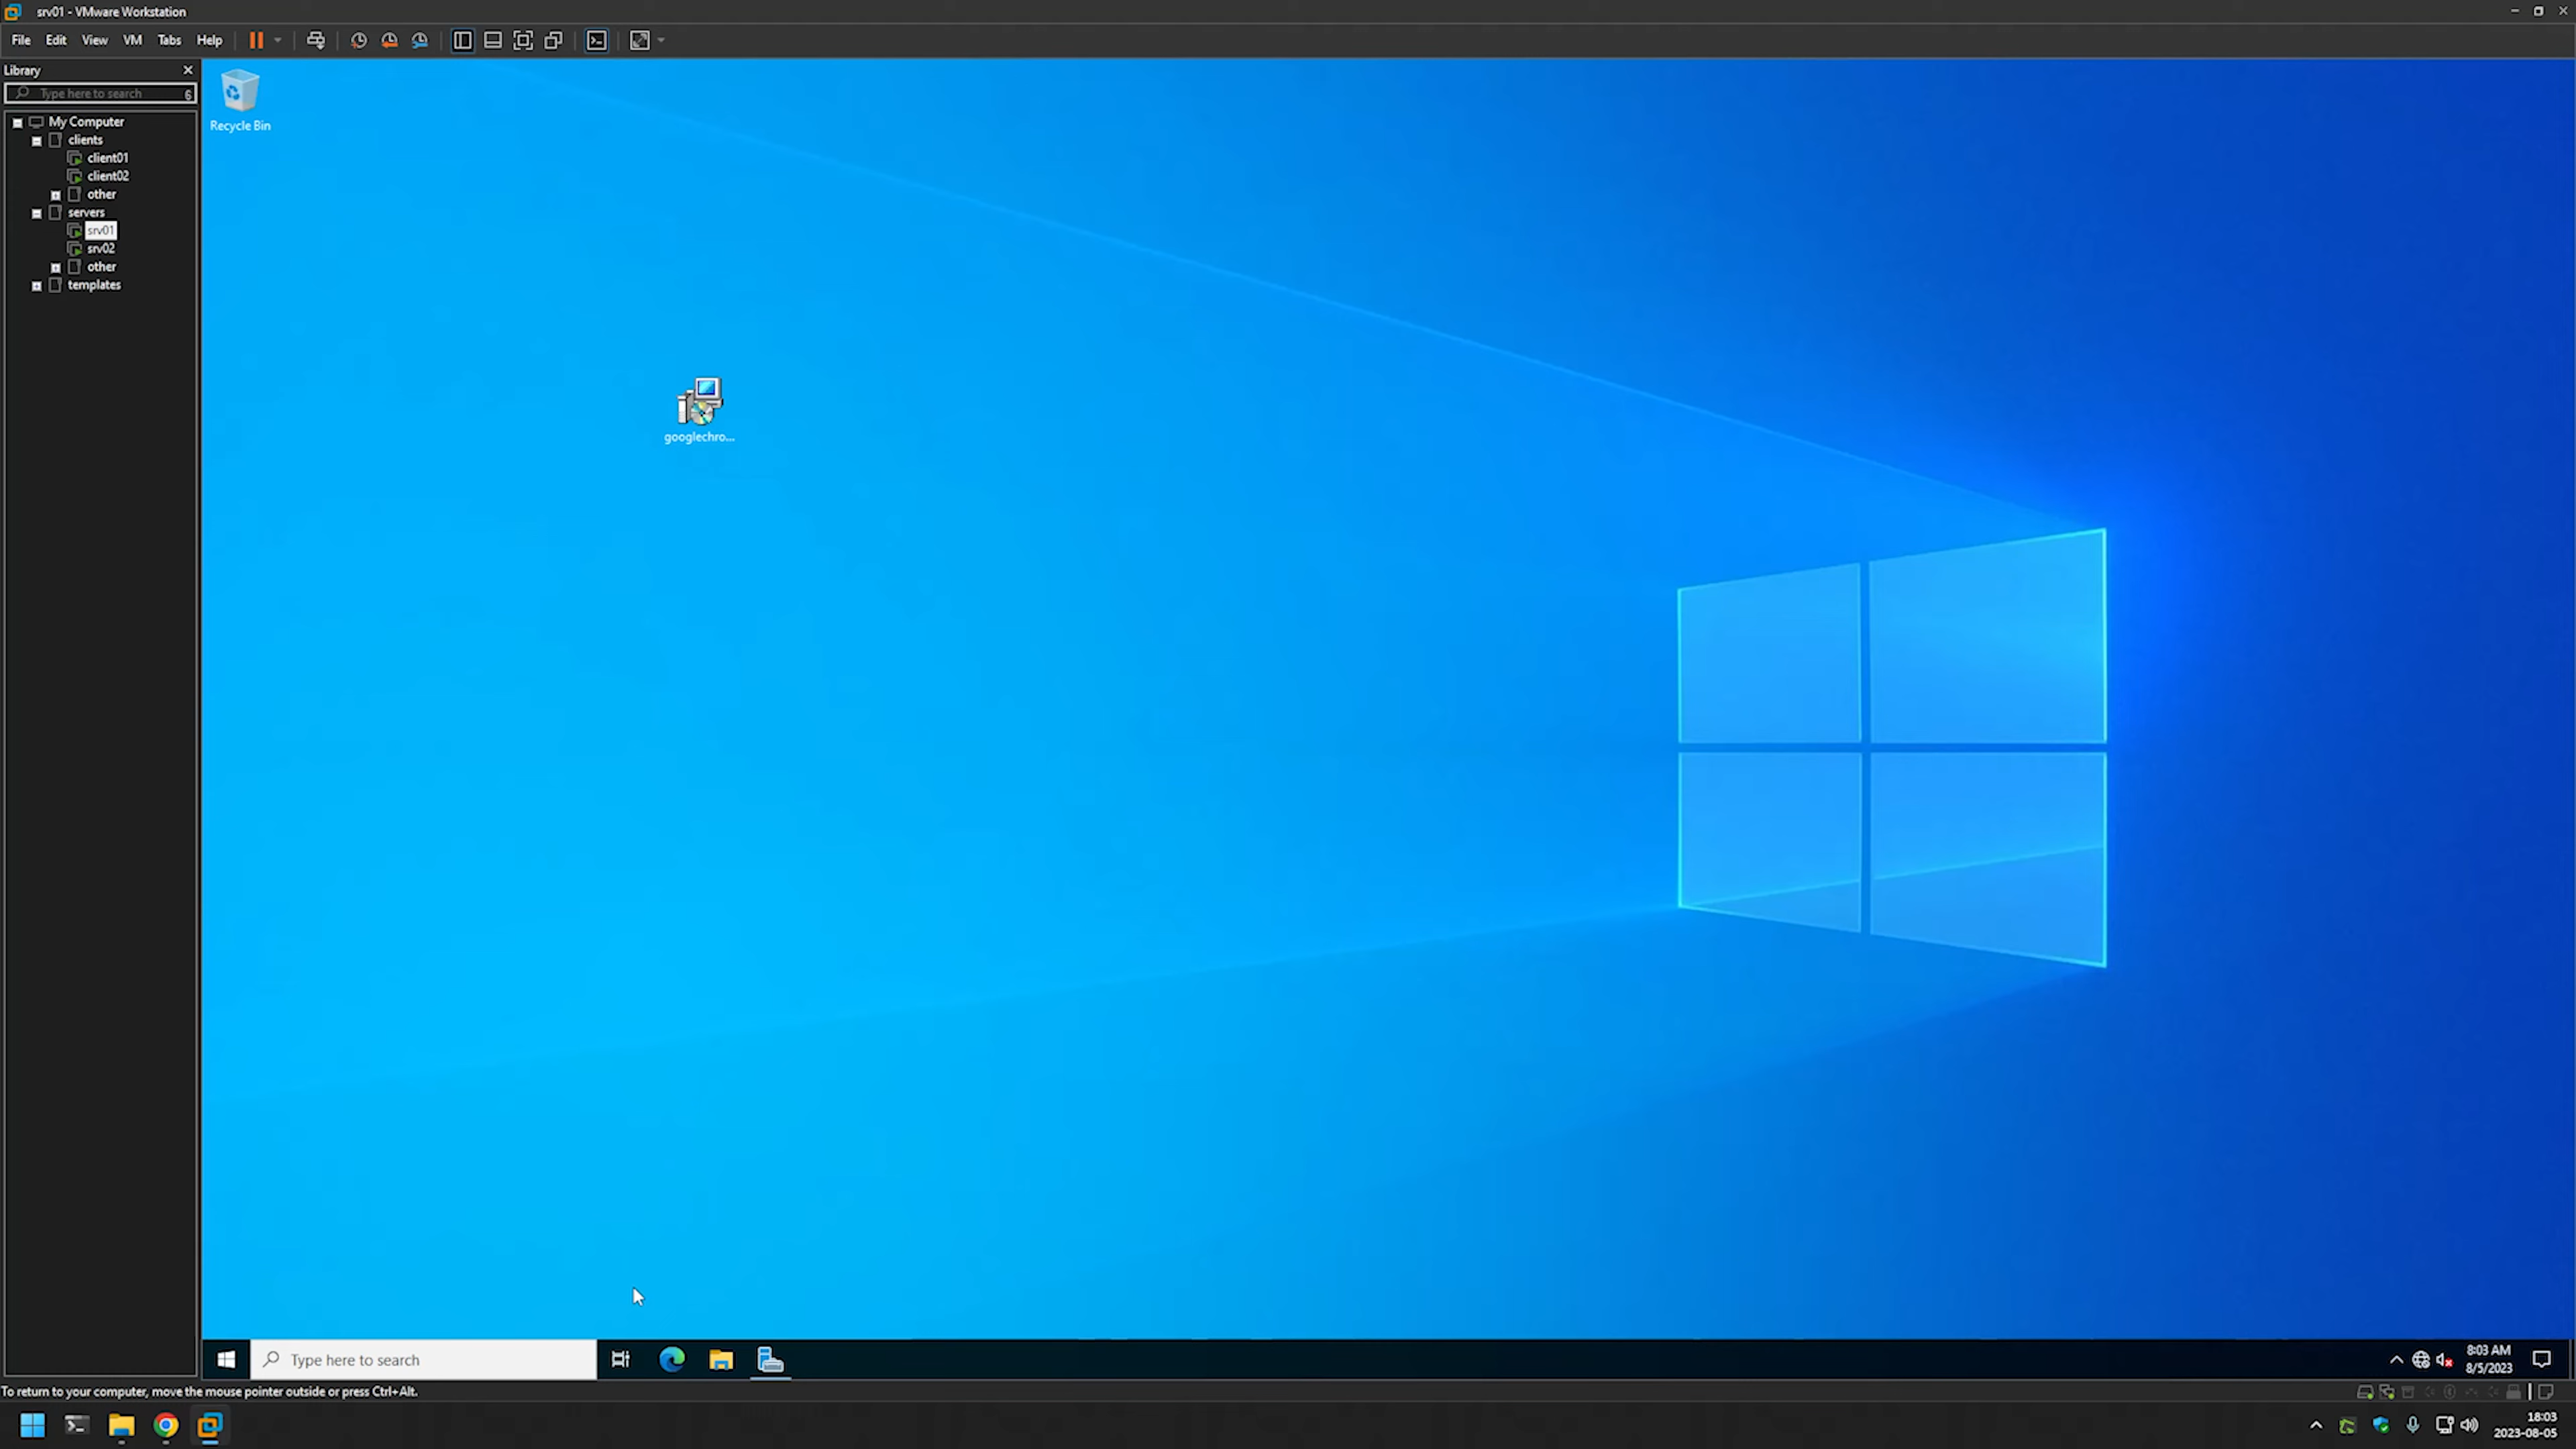 srv01 - VMware Workstation
File Edit View VM Tabs Help
Library
Type here to search
My Computer
clients
client01
client02
other
servers
srv01
srv02
other
templates
Recycle Bin
googlechro...
Type here to search
8:03 AM
8/5/2023
To return to your computer, move the mouse pointer outside or press Ctrl+Alt.
18:03
2023-08-05